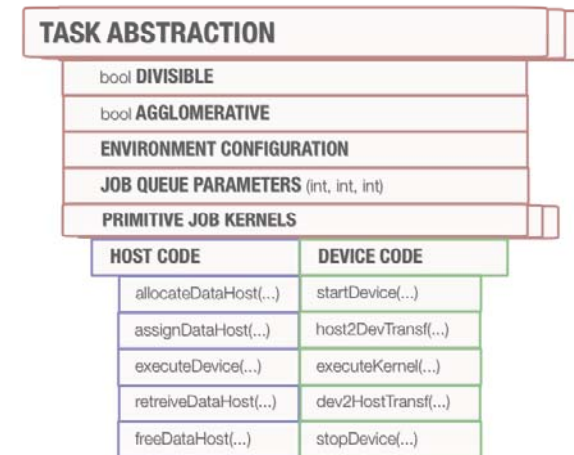 TASK ABSTRACTION
bool DIVISIBLE
bool AGGLOMERATIVE
ENVIRONMENT CONFIGURATION
JOB QUEUE PARAMETERS (int, int, int)
PRIMITIVE JOB KERNELS
HOST CODE DEVICE CODE
allocateDataHost(...) startDevice(...)
assignDataHost(...) host2DevTransf(...)
executeDevice(...) executeKernel(...)
retreiveDataHost(...) dev2HostTransf(...)
freeDataHost(...) stopDevice(...)